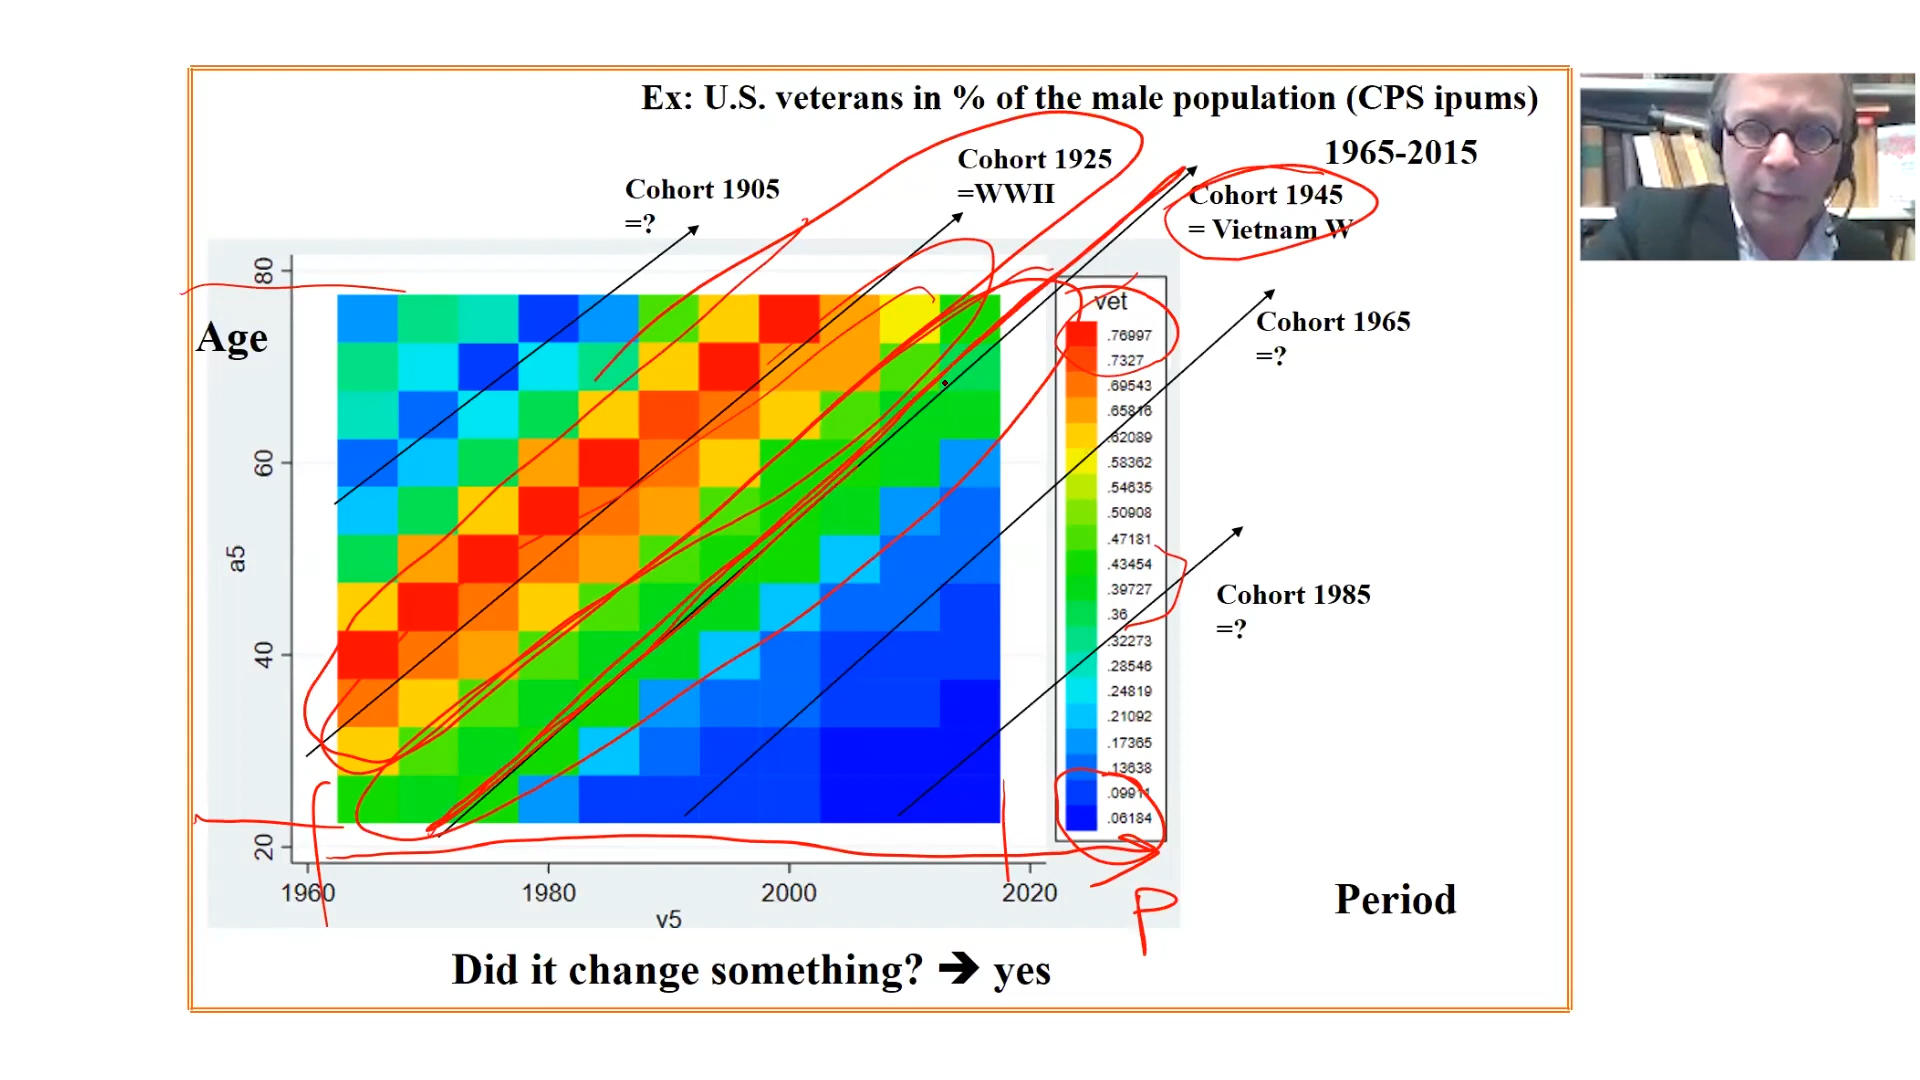 Ex: U.S. veterans in % of the male population (CPS ipums)
1965-2015
Cohort 1905
=?
Cohort 1925
=WWII
Cohort 1945
= Vietnam W
Cohort 1965
=?
Cohort 1985
=?
Age
a5
80
60
40
20
1960
1980
2000
2020
v5
vet
.76997
.7327
.69543
.65816
.62089
.58362
.54635
.50908
.47181
.43454
.39727
.36
.32273
.28546
.24819
.21092
.17365
.13638
.09911
.06184
P
Period
Did it change something? ➔ yes